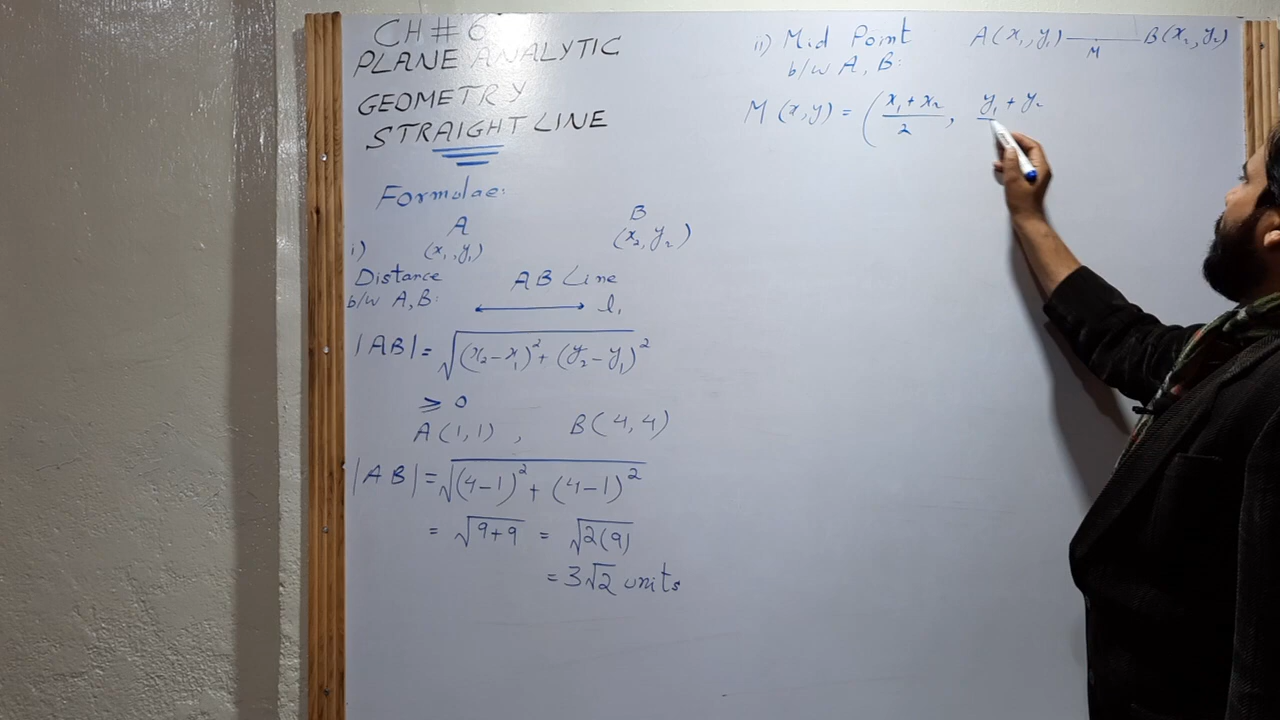 CH # 6
PLANE ANALYTIC
GEOMETRY
STRAIGHT LINE
Formulae:
A B
i) (x₁, y₁) (x₂, y₂)
Distance AB Line
b/w A, B: l₁
|AB| = √((x₂ - x₁)² + (y₂ - y₁)²)
≥ 0
A(1,1) , B(4,4)
|AB| = √((4-1)² + (4-1)²)
= √(9+9) = √(2(9))
= 3√2 units
ii) Mid Point A(x₁, y₁) M B(x₂, y₂)
b/w A, B:
M (x,y) = ( (x₁ + x₂)/2 , y₁ + y₂